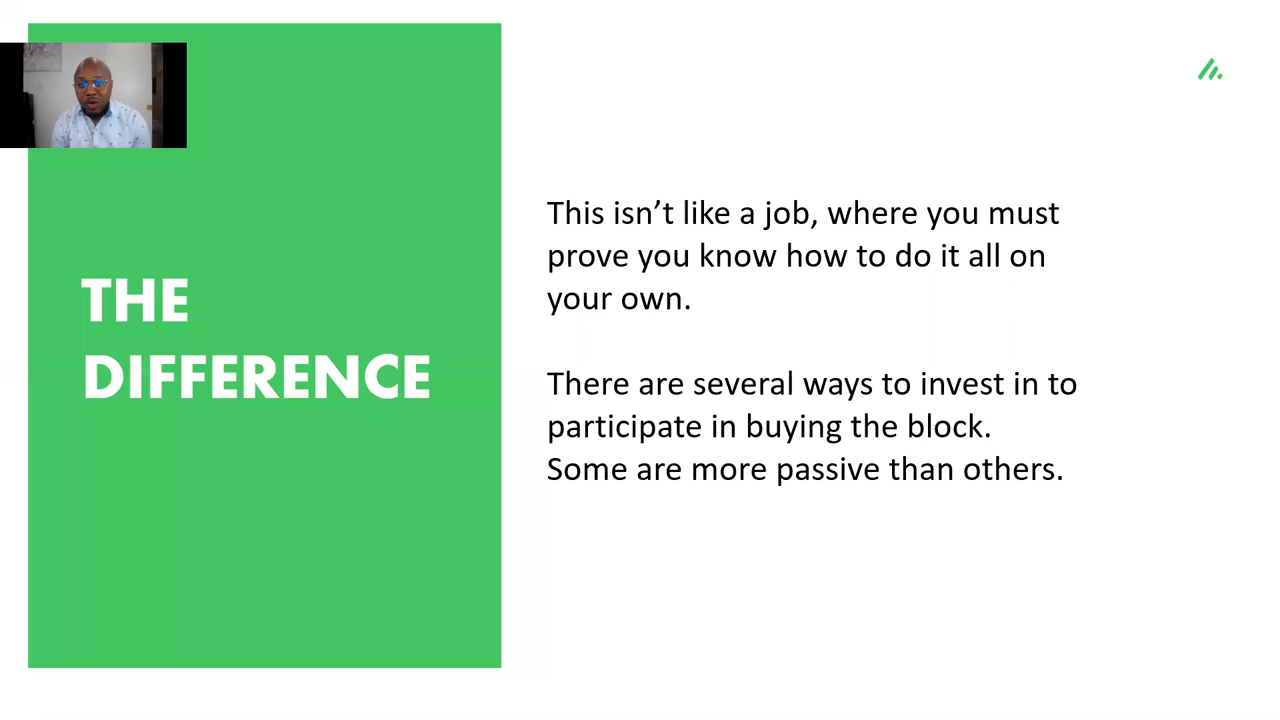 THE
DIFFERENCE
This isn’t like a job, where you must
prove you know how to do it all on
your own.
There are several ways to invest in to
participate in buying the block.
Some are more passive than others.